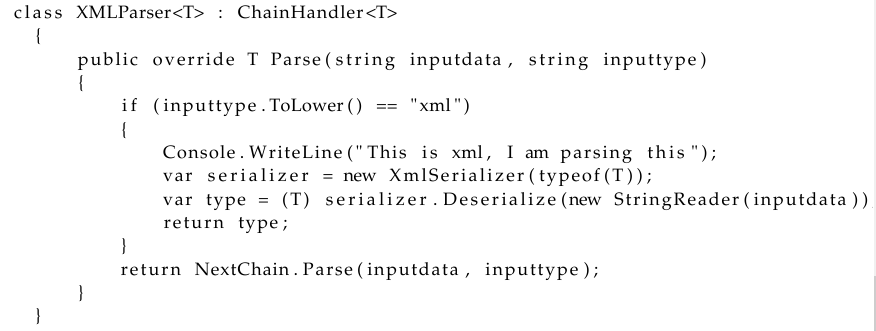 class XMLParser<T> : ChainHandler<T>
{
public override T Parse(string inputdata, string inputtype)
{
if (inputtype.ToLower() == "xml")
{
Console.WriteLine("This is xml, I am parsing this");
var serializer = new XmlSerializer(typeof(T));
var type = (T) serializer.Deserialize(new StringReader(inputdata))
return type;
}
return NextChain.Parse(inputdata, inputtype);
}
}